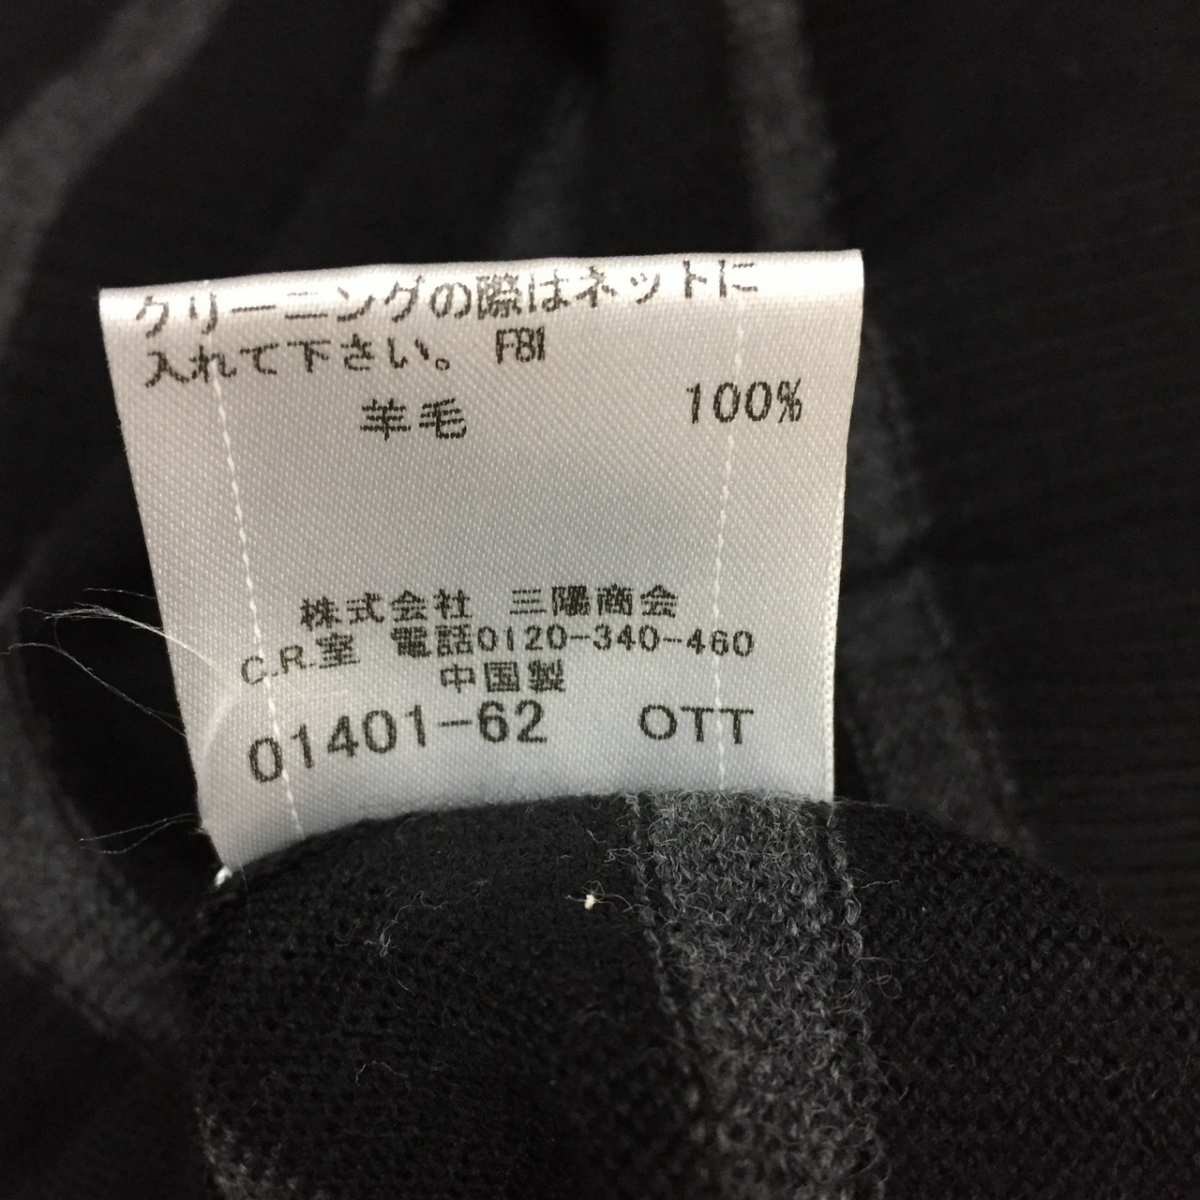 クリーニングの際はネットに
入れて下さい。 F81
羊毛 100%
株式会社 三陽商会
C.R.室 電話0120-340-460
中国製
01401-62 OTT